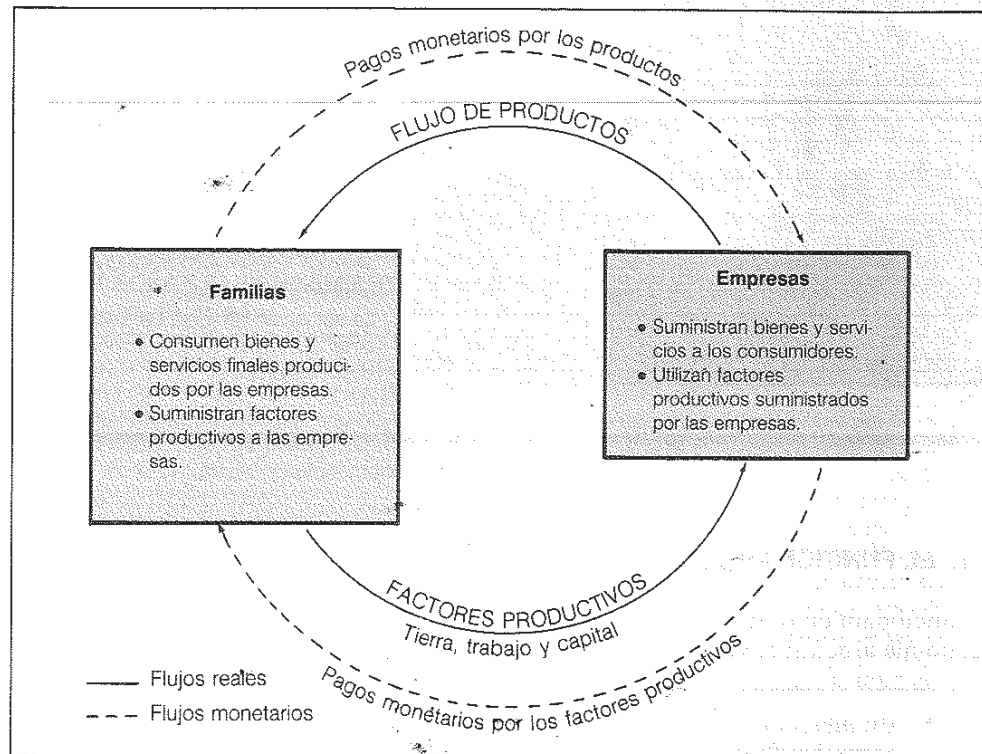 Pagos monetarios por los productos
FLUJO DE PRODUCTOS
Familias
• Consumen bienes y
servicios finales produci-
dos por las empresas.
• Suministran factores
productivos a las empre-
sas.
Empresas
• Suministran bienes y servi-
cios a los consumidores.
• Utilizan factores
productivos suministrados
por las empresas.
FACTORES PRODUCTIVOS
Tierra, trabajo y capital
Pagos monetarios por los factores productivos
Flujos reales
Flujos monetarios